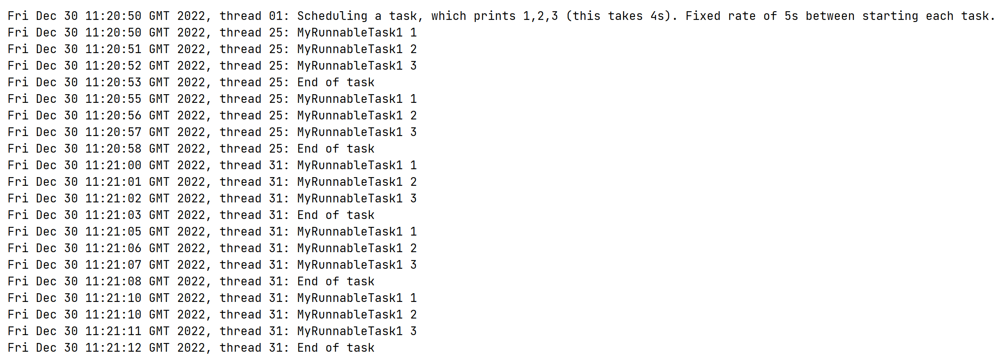 Fri Dec 30 11:20:50 GMT 2022, thread 01: Scheduling a task, which prints 1,2,3 (this takes 4s). Fixed rate of 5s between starting each task.
Fri Dec 30 11:20:50 GMT 2022, thread 25: MyRunnableTask1 1
Fri Dec 30 11:20:51 GMT 2022, thread 25: MyRunnableTask1 2
Fri Dec 30 11:20:52 GMT 2022, thread 25: MyRunnableTask1 3
Fri Dec 30 11:20:53 GMT 2022, thread 25: End of task
Fri Dec 30 11:20:55 GMT 2022, thread 25: MyRunnableTask1 1
Fri Dec 30 11:20:56 GMT 2022, thread 25: MyRunnableTask1 2
Fri Dec 30 11:20:57 GMT 2022, thread 25: MyRunnableTask1 3
Fri Dec 30 11:20:58 GMT 2022, thread 25: End of task
Fri Dec 30 11:21:00 GMT 2022, thread 31: MyRunnableTask1 1
Fri Dec 30 11:21:01 GMT 2022, thread 31: MyRunnableTask1 2
Fri Dec 30 11:21:02 GMT 2022, thread 31: MyRunnableTask1 3
Fri Dec 30 11:21:03 GMT 2022, thread 31: End of task
Fri Dec 30 11:21:05 GMT 2022, thread 31: MyRunnableTask1 1
Fri Dec 30 11:21:06 GMT 2022, thread 31: MyRunnableTask1 2
Fri Dec 30 11:21:07 GMT 2022, thread 31: MyRunnableTask1 3
Fri Dec 30 11:21:08 GMT 2022, thread 31: End of task
Fri Dec 30 11:21:10 GMT 2022, thread 31: MyRunnableTask1 1
Fri Dec 30 11:21:10 GMT 2022, thread 31: MyRunnableTask1 2
Fri Dec 30 11:21:11 GMT 2022, thread 31: MyRunnableTask1 3
Fri Dec 30 11:21:12 GMT 2022, thread 31: End of task